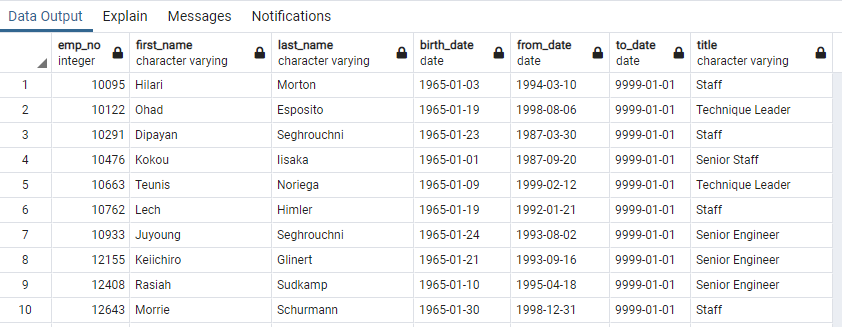 Data Output Explain Messages Notifications
emp_no first_name last_name birth_date from_date to_date title
integer character varying character varying date date date character varying
1 10095 Hilari Morton 1965-01-03 1994-03-10 9999-01-01 Staff
2 10122 Ohad Esposito 1965-01-19 1998-08-06 9999-01-01 Technique Leader
3 10291 Dipayan Seghrouchni 1965-01-23 1987-03-30 9999-01-01 Staff
4 10476 Kokou Iisaka 1965-01-01 1987-09-20 9999-01-01 Senior Staff
5 10663 Teunis Noriega 1965-01-09 1999-02-12 9999-01-01 Technique Leader
6 10762 Lech Himler 1965-01-19 1992-01-21 9999-01-01 Staff
7 10933 Juyoung Seghrouchni 1965-01-24 1993-08-02 9999-01-01 Senior Engineer
8 12155 Keiichiro Glinert 1965-01-21 1993-09-16 9999-01-01 Senior Engineer
9 12408 Rasiah Sudkamp 1965-01-10 1995-04-18 9999-01-01 Senior Engineer
10 12643 Morrie Schurmann 1965-01-30 1998-12-31 9999-01-01 Staff